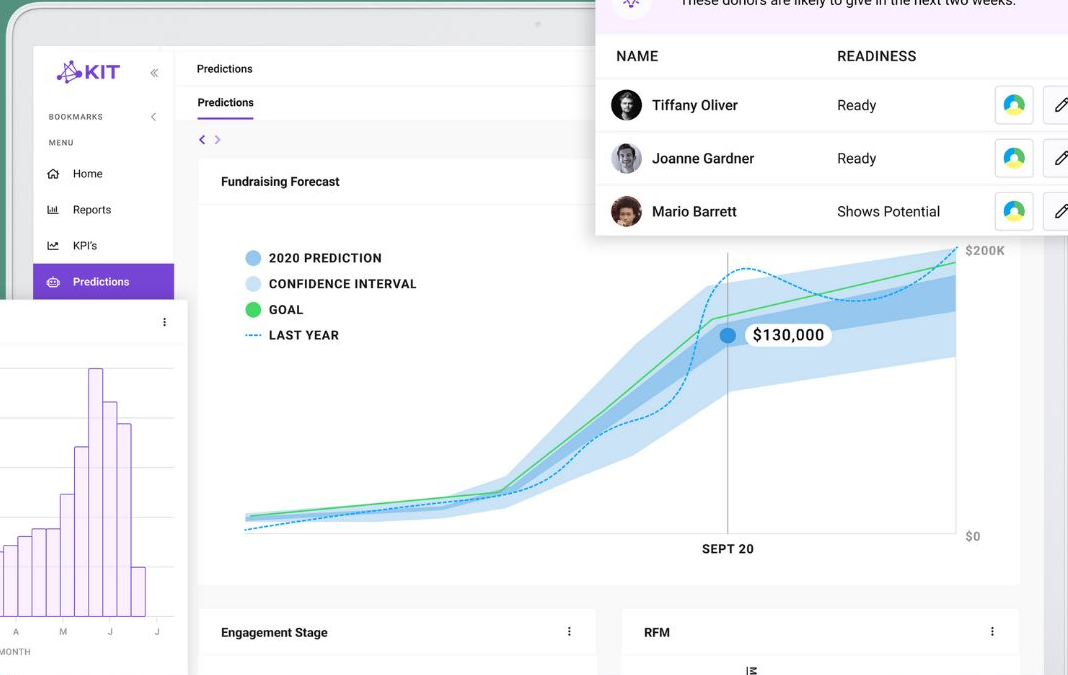 These donors are likely to give in the next two weeks.
NAME READINESS
Tiffany Oliver Ready
Joanne Gardner Ready
Mario Barrett Shows Potential
KIT
BOOKMARKS
MENU
Home
Reports
KPI's
Predictions
Predictions
Predictions
Fundraising Forecast
2020 PREDICTION
CONFIDENCE INTERVAL
GOAL
LAST YEAR
$200K
$130,000
$0
SEPT 20
A M J J
MONTH
Engagement Stage
RFM